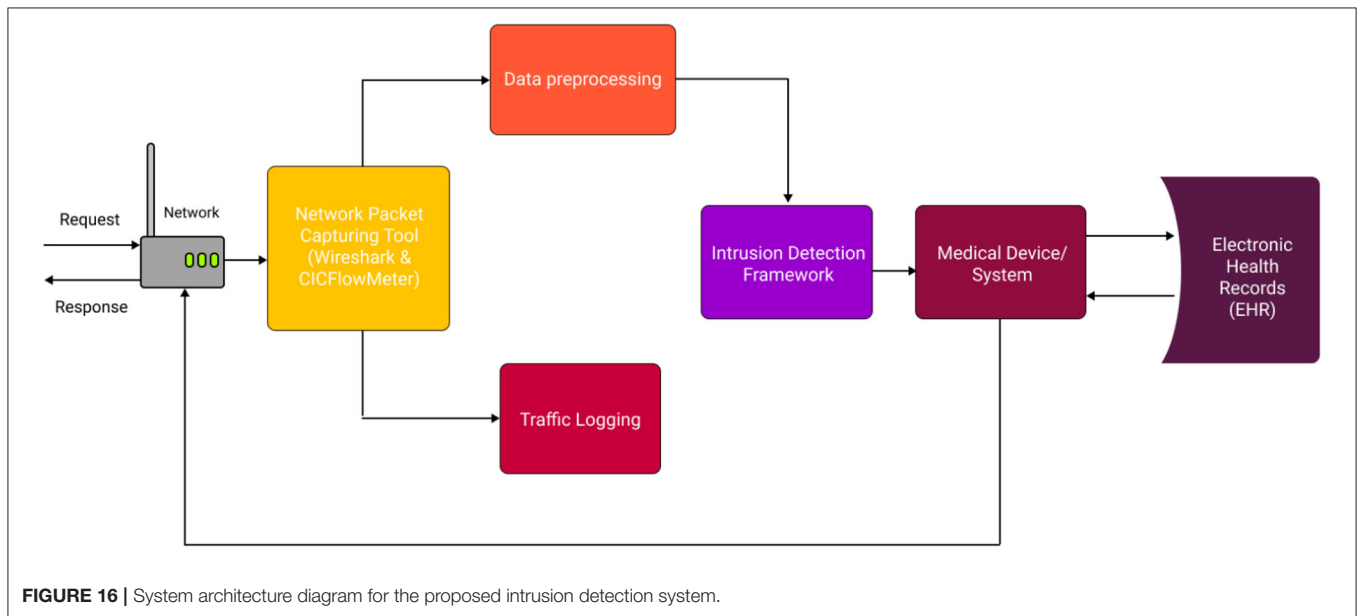 Data preprocessing
Request
Network
Response
Network Packet
Capturing Tool
(Wireshark &
CICFlowMeter)
Intrusion Detection
Framework
Medical Device/
System
Electronic
Health
Records
(EHR)
Traffic Logging
FIGURE 16 | System architecture diagram for the proposed intrusion detection system.